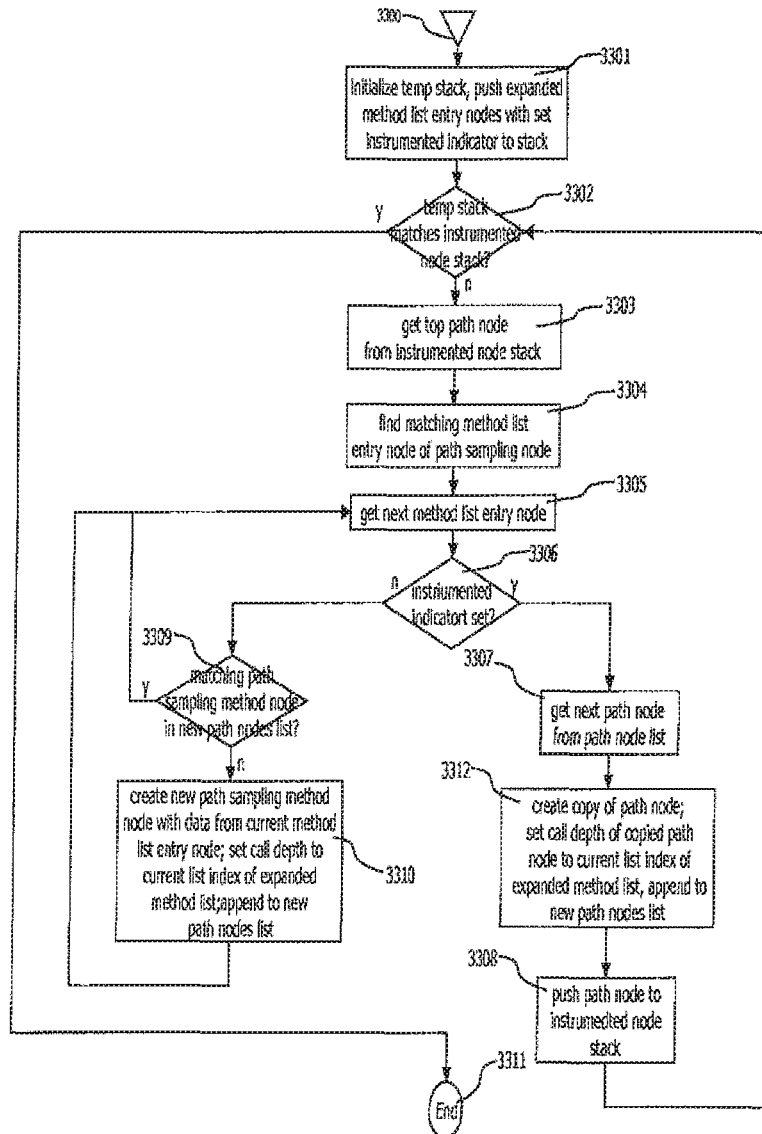 3300
3301
Initialize temp stack, push expanded
method list entry nodes with set
instrumented indicator to stack
3302
y
temp stack
matches instrumented
node stack?
n
3303
get top path node
from instrumented node stack
3304
find matching method list
entry node of path sampling node
3305
get next method list entry node
3306
n
instriumented
indicatort set?
y
3309
matching path
sampling method node
in new path nodes list?
y
n
3307
get next path node
from path node list
3310
create new path sampling method
node with data from current method
list entry node; set call depth to
current list index of expanded
method list;append to new
path nodes list
3312
create copy of path node;
set call depth of copied path
node to current list index of
expanded method list, append to
new path nodes list
3308
push path node to
instrumedted node
stack
3311
End